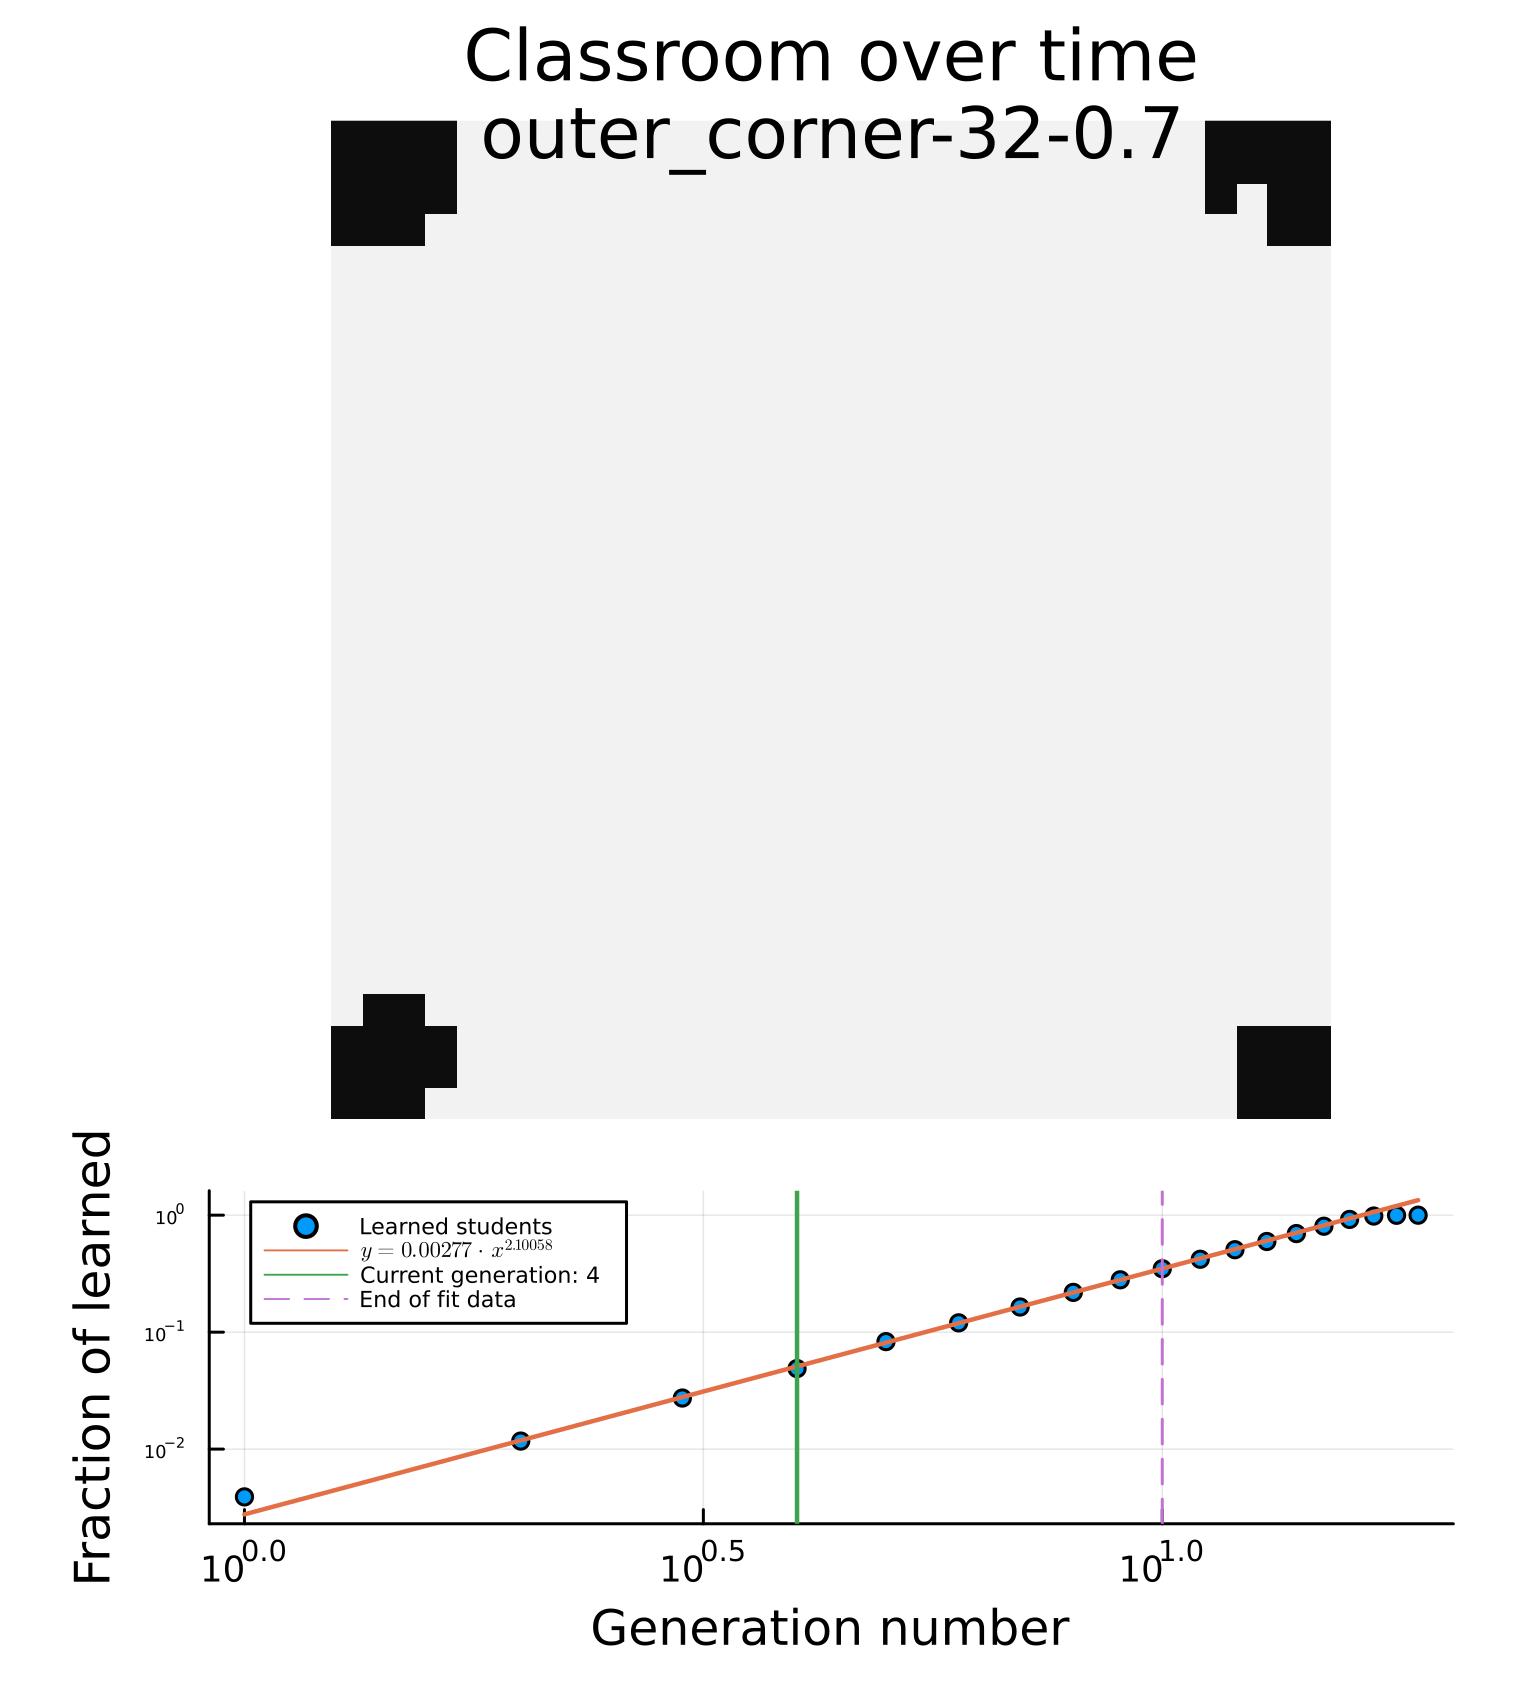 Classroom over time
outer_corner-32-0.7
Fraction of learned
10⁰
10⁻¹
10⁻²
Learned students
y = 0.00277 · x^2.10058
Current generation: 4
End of fit data
10^0.0
10^0.5
10^1.0
Generation number